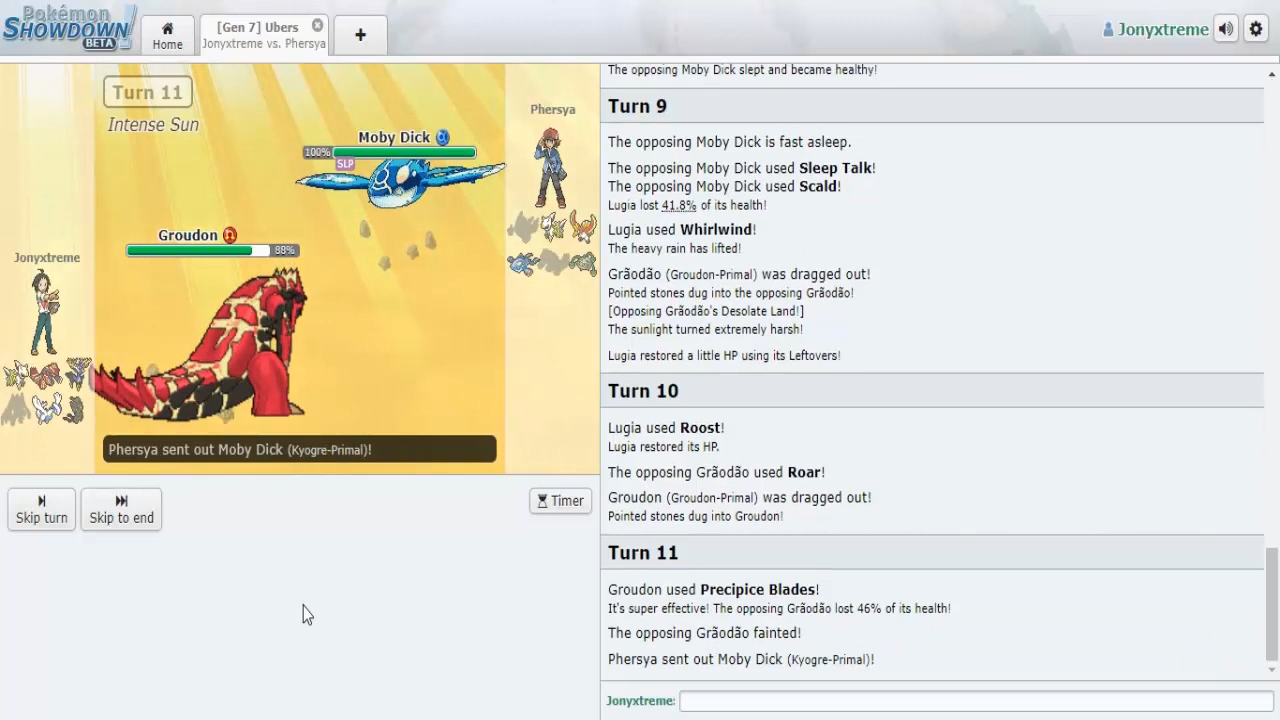 Pokémon
SHOWDOWN!
BETA
Home
[Gen 7] Ubers
Jonyxtreme vs. Phersya
+
Jonyxtreme
Turn 11
Intense Sun
Phersya
Moby Dick
100%
SLP
Groudon
88%
Jonyxtreme
Phersya sent out Moby Dick (Kyogre-Primal)!
Skip turn
Skip to end
Timer
The opposing Moby Dick slept and became healthy!
Turn 9
The opposing Moby Dick is fast asleep.
The opposing Moby Dick used Sleep Talk!
The opposing Moby Dick used Scald!
Lugia lost 41.8% of its health!
Lugia used Whirlwind!
The heavy rain has lifted!
Grãodão (Groudon-Primal) was dragged out!
Pointed stones dug into the opposing Grãodão!
[Opposing Grãodão's Desolate Land!]
The sunlight turned extremely harsh!
Lugia restored a little HP using its Leftovers!
Turn 10
Lugia used Roost!
Lugia restored its HP.
The opposing Grãodão used Roar!
Groudon (Groudon-Primal) was dragged out!
Pointed stones dug into Groudon!
Turn 11
Groudon used Precipice Blades!
It's super effective! The opposing Grãodão lost 46% of its health!
The opposing Grãodão fainted!
Phersya sent out Moby Dick (Kyogre-Primal)!
Jonyxtreme: